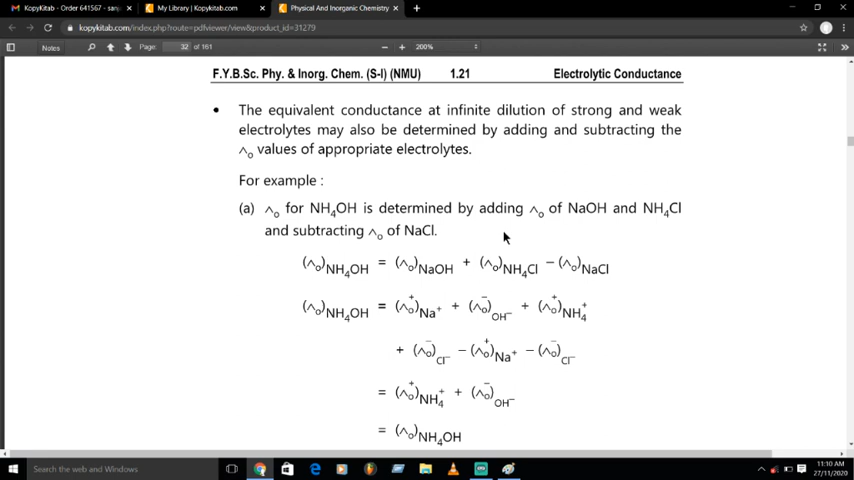 KopyKitab - Order 641567 - sanj
My Library | Kopykitab.com
Physical And Inorganic Chemistry
kopykitab.com/index.php?route=pdfviewer/view&product_id=31279
Notes
Page: 32 of 161
200%
F.Y.B.Sc. Phy. & Inorg. Chem. (S-I) (NMU) 1.21 Electrolytic Conductance
• The equivalent conductance at infinite dilution of strong and weak
electrolytes may also be determined by adding and subtracting the
^o values of appropriate electrolytes.
For example :
(a) ^o for NH4OH is determined by adding ^o of NaOH and NH4Cl
and subtracting ^o of NaCl.
(^o)NH4OH = (^o)NaOH + (^o)NH4Cl − (^o)NaCl
(^o)NH4OH = (^o+)Na+ + (^o−)OH− + (^o+)NH4+
+ (^o−)Cl− − (^o+)Na+ − (^o−)Cl−
= (^o+)NH4+ + (^o−)OH−
= (^o)NH4OH
Search the web and Windows
11:10 AM
27/11/2020